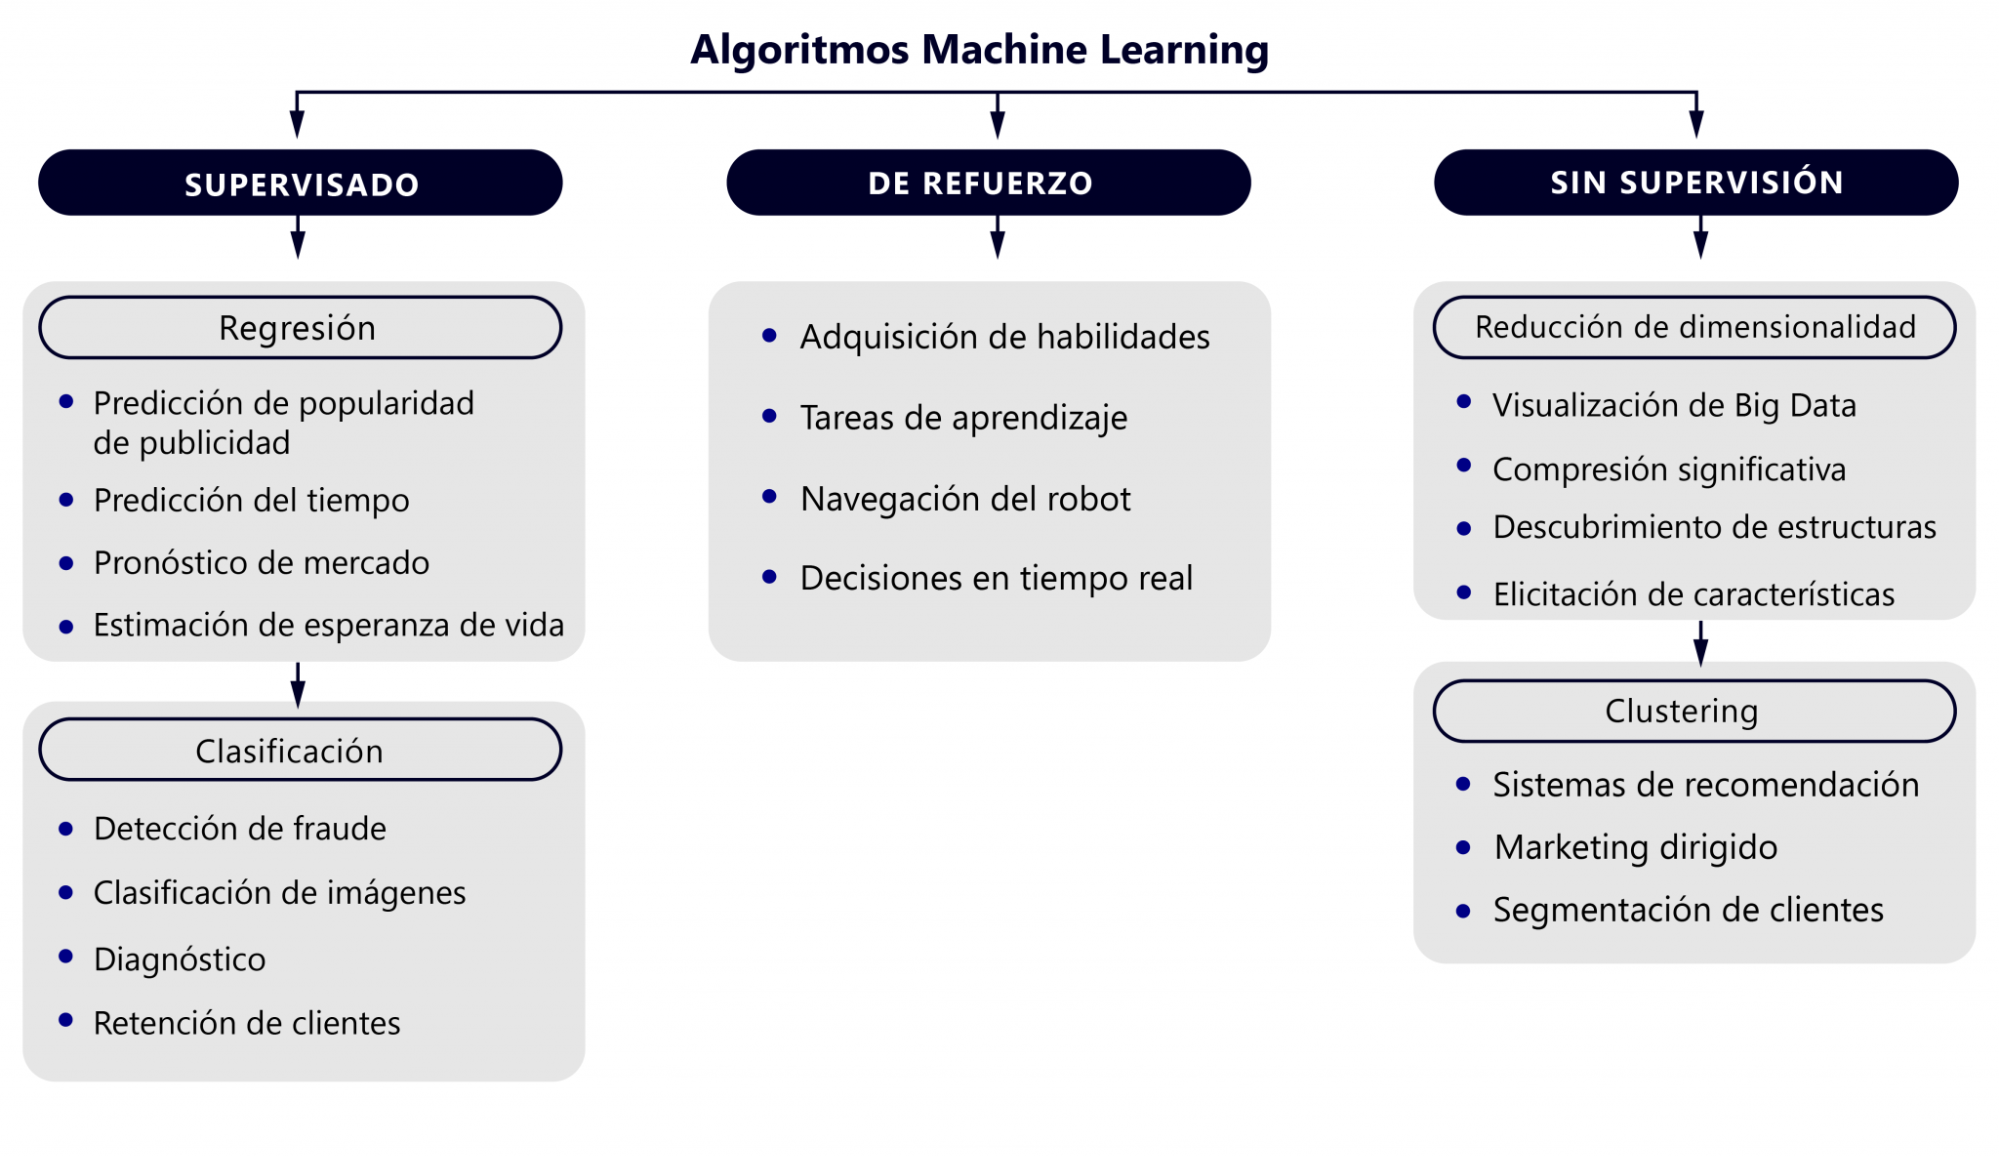 Algoritmos Machine Learning
SUPERVISADO
Regresión
Predicción de popularidad
de publicidad
Predicción del tiempo
Pronóstico de mercado
Estimación de esperanza de vida
Clasificación
Detección de fraude
Clasificación de imágenes
Diagnóstico
Retención de clientes
DE REFUERZO
Adquisición de habilidades
Tareas de aprendizaje
Navegación del robot
Decisiones en tiempo real
SIN SUPERVISIÓN
Reducción de dimensionalidad
Visualización de Big Data
Compresión significativa
Descubrimiento de estructuras
Elicitación de características
Clustering
Sistemas de recomendación
Marketing dirigido
Segmentación de clientes